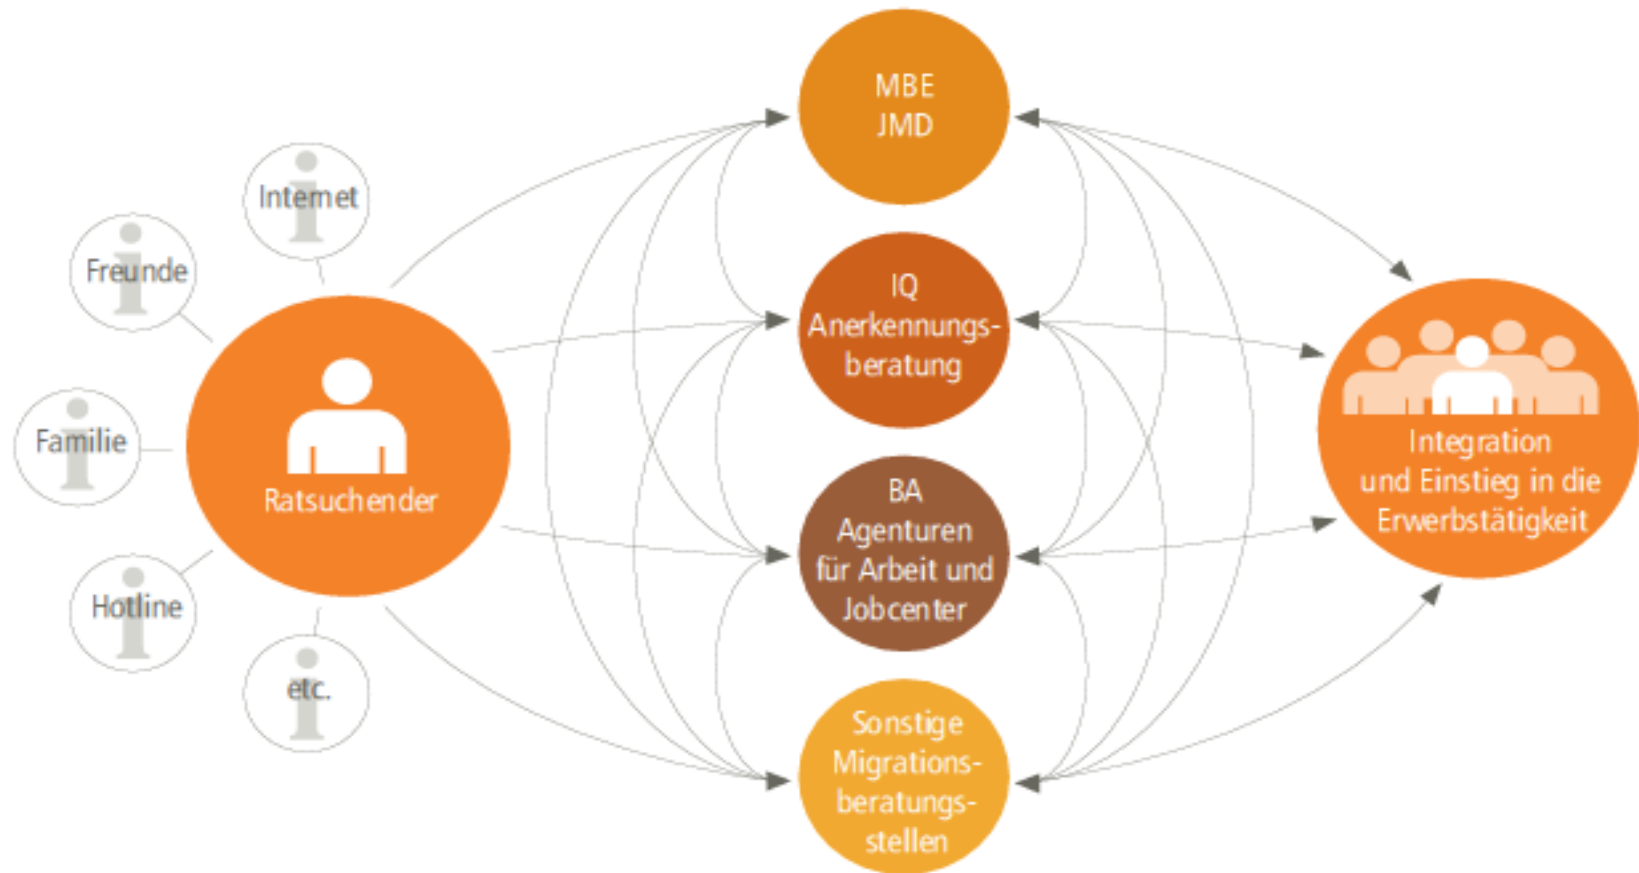 Internet
Freunde
Familie
Hotline
etc.
Ratsuchender
MBE
JMD
IQ
Anerkennungs-
beratung
BA
Agenturen
für Arbeit und
Jobcenter
Sonstige
Migrations-
beratungs-
stellen
Integration
und Einstieg in die
Erwerbstätigkeit